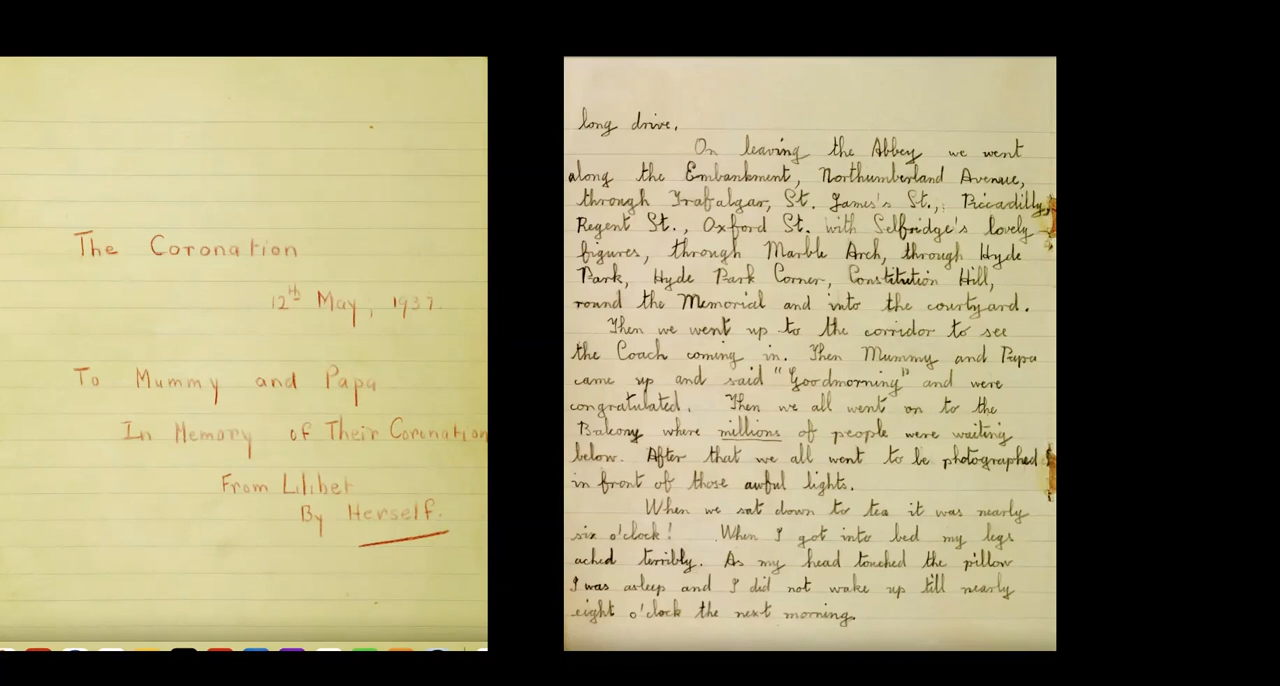 The Coronation
12th May, 1937.
To Mummy and Papa
In Memory of Their Coronation
From Lilibet
By Herself.
long drive.
On leaving the Abbey we went
along the Embankment, Northumberland Avenue,
through Trafalgar, St. James's St., Piccadilly,
Regent St., Oxford St. with Selfridge's lovely
figures, through Marble Arch, through Hyde
Park, Hyde Park Corner, Constitution Hill,
round the Memorial and into the courtyard.
Then we went up to the corridor to see
the Coach coming in. Then Mummy and Papa
came up and said "Goodmorning" and were
congratulated. Then we all went on to the
Balcony where millions of people were waiting
below. After that we all went to be photographed
in front of those awful lights.
When we sat down to tea it was nearly
six o'clock! When I got into bed my legs
ached terribly. As my head touched the pillow
I was asleep and I did not wake up till nearly
eight o'clock the next morning.